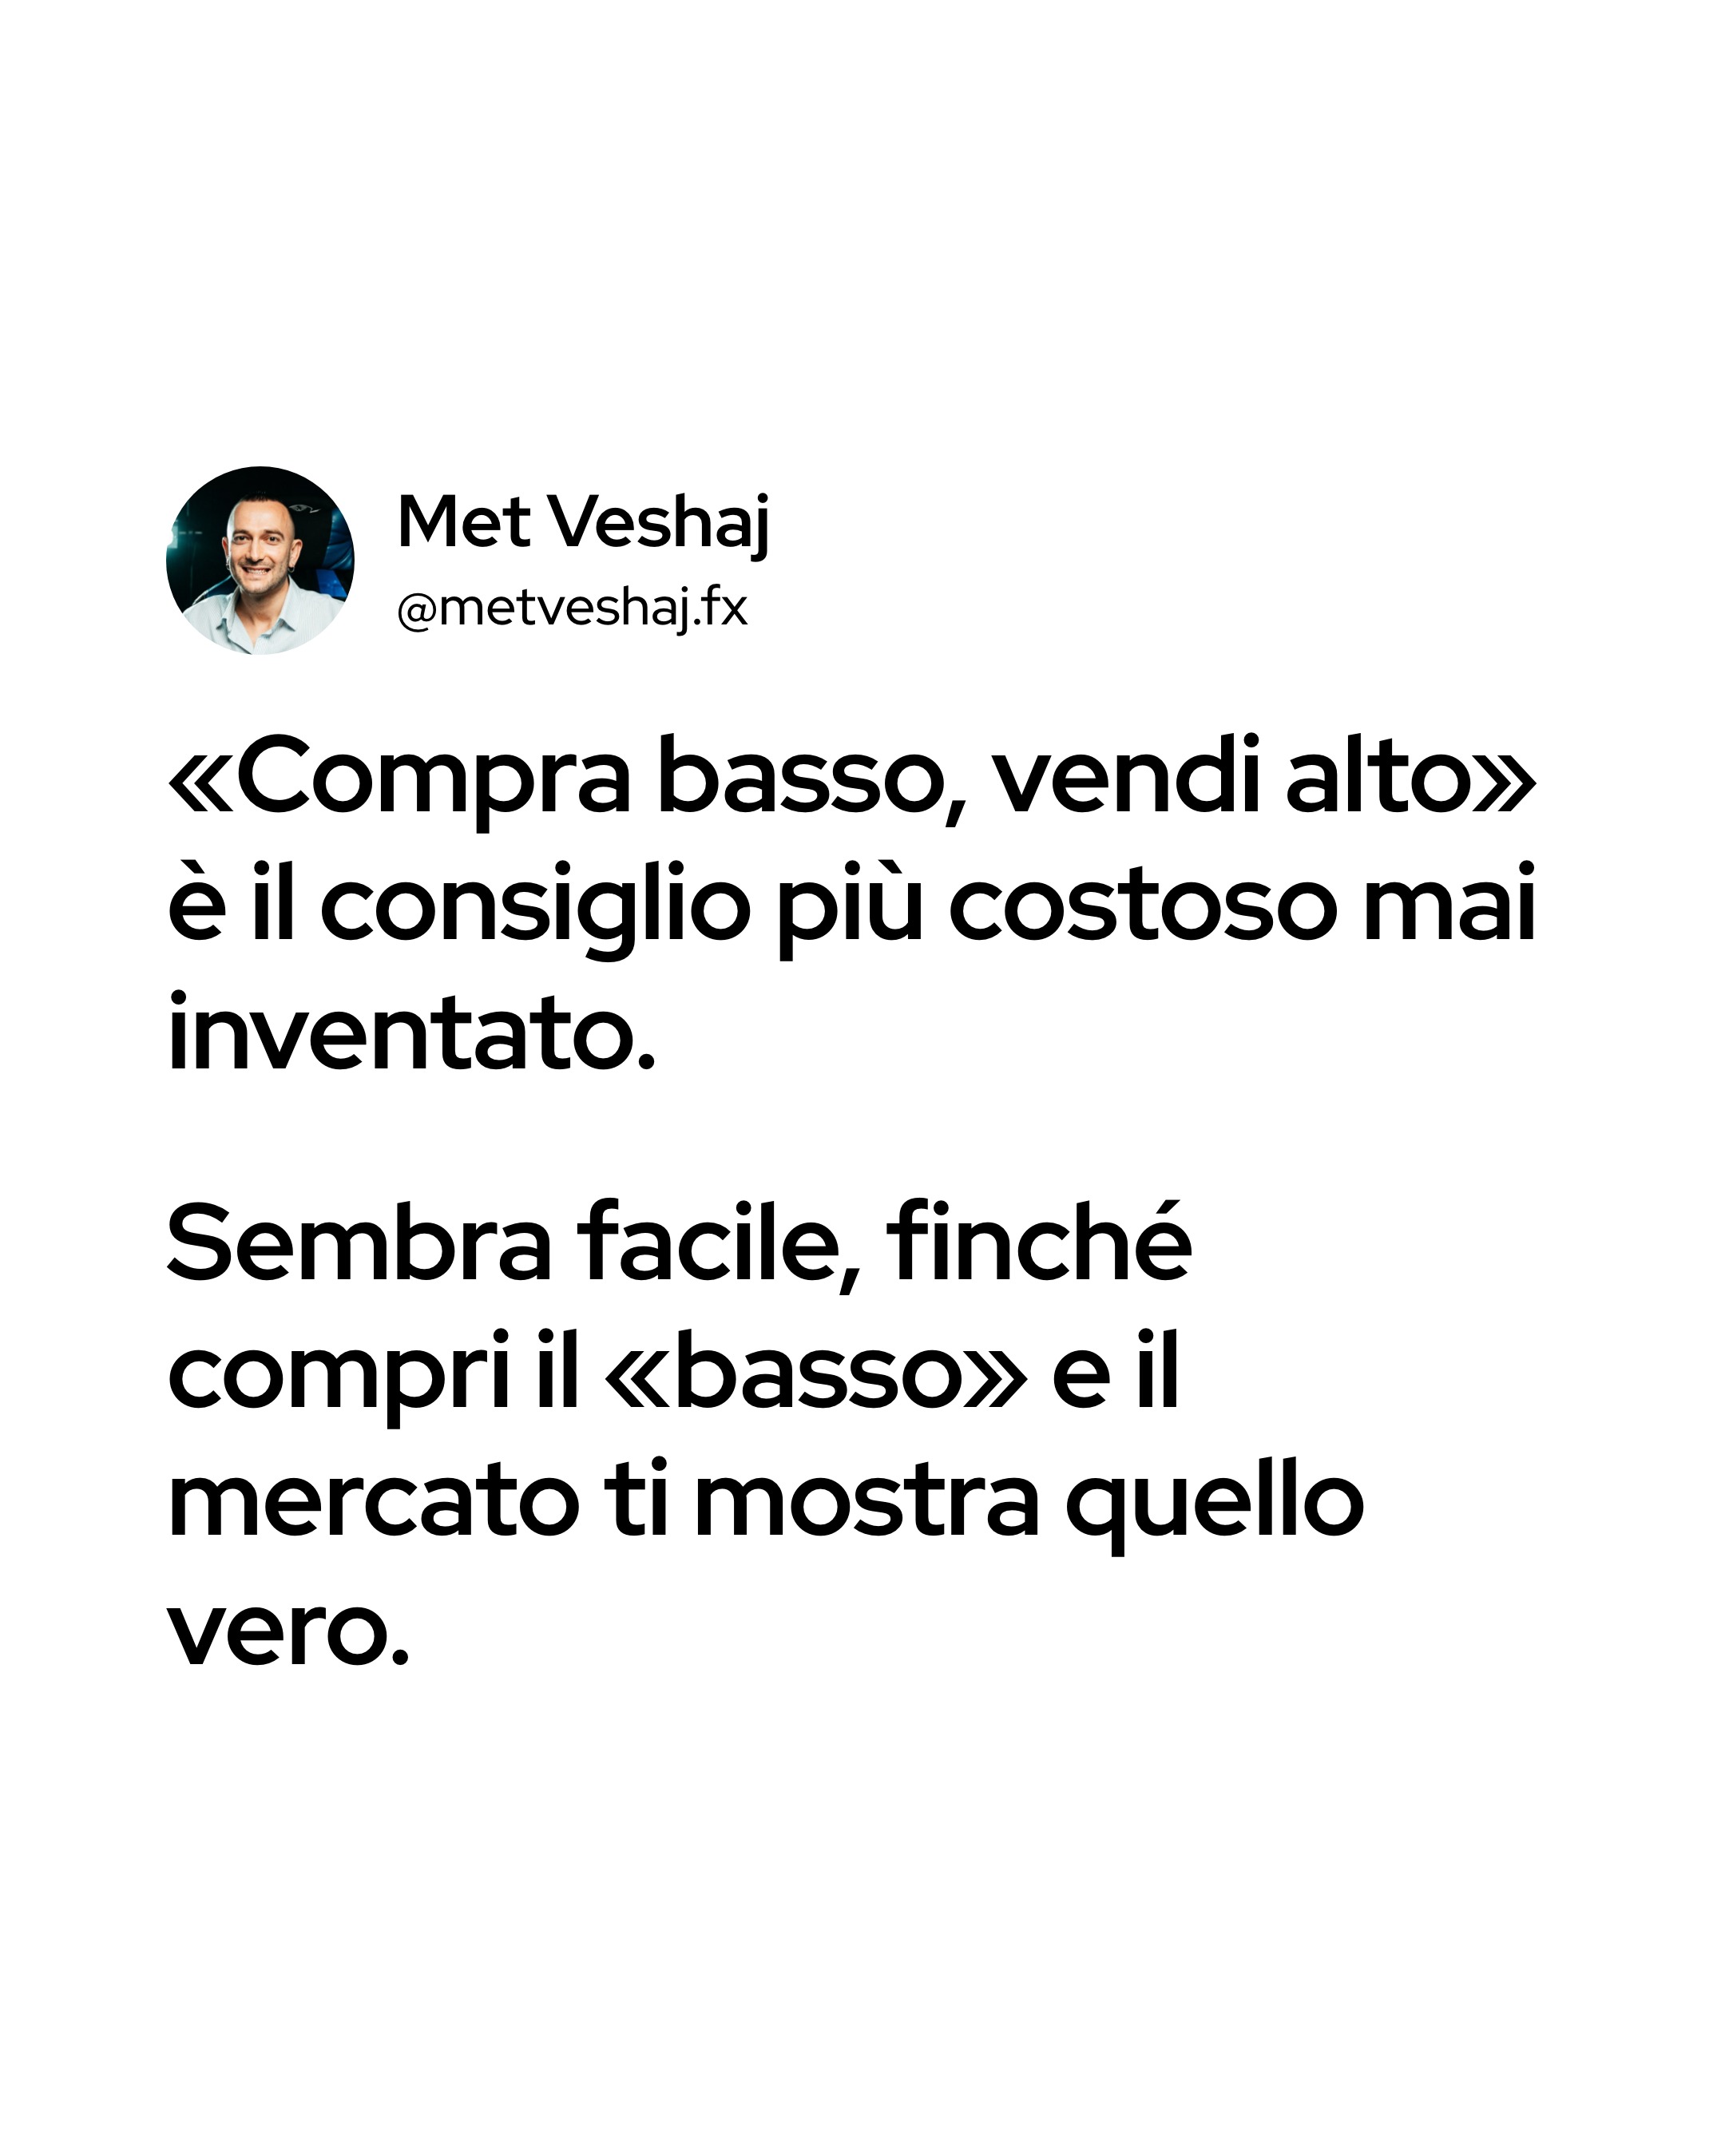 Met Veshaj
@metveshaj.fx
«Compra basso, vendi alto»
è il consiglio più costoso mai
inventato.
Sembra facile, finché
compri il «basso» e il
mercato ti mostra quello
vero.